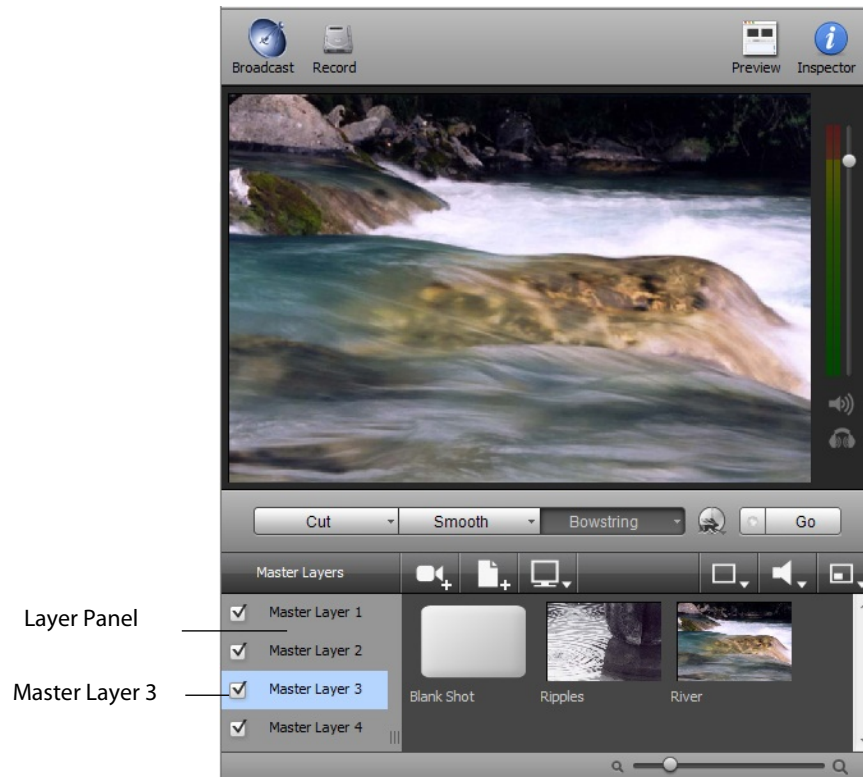 Broadcast Record Preview Inspector
Cut Smooth Bowstring Go
Master Layers
Layer Panel
Master Layer 1
Master Layer 2
Master Layer 3
Master Layer 3
Master Layer 4
Blank Shot Ripples River